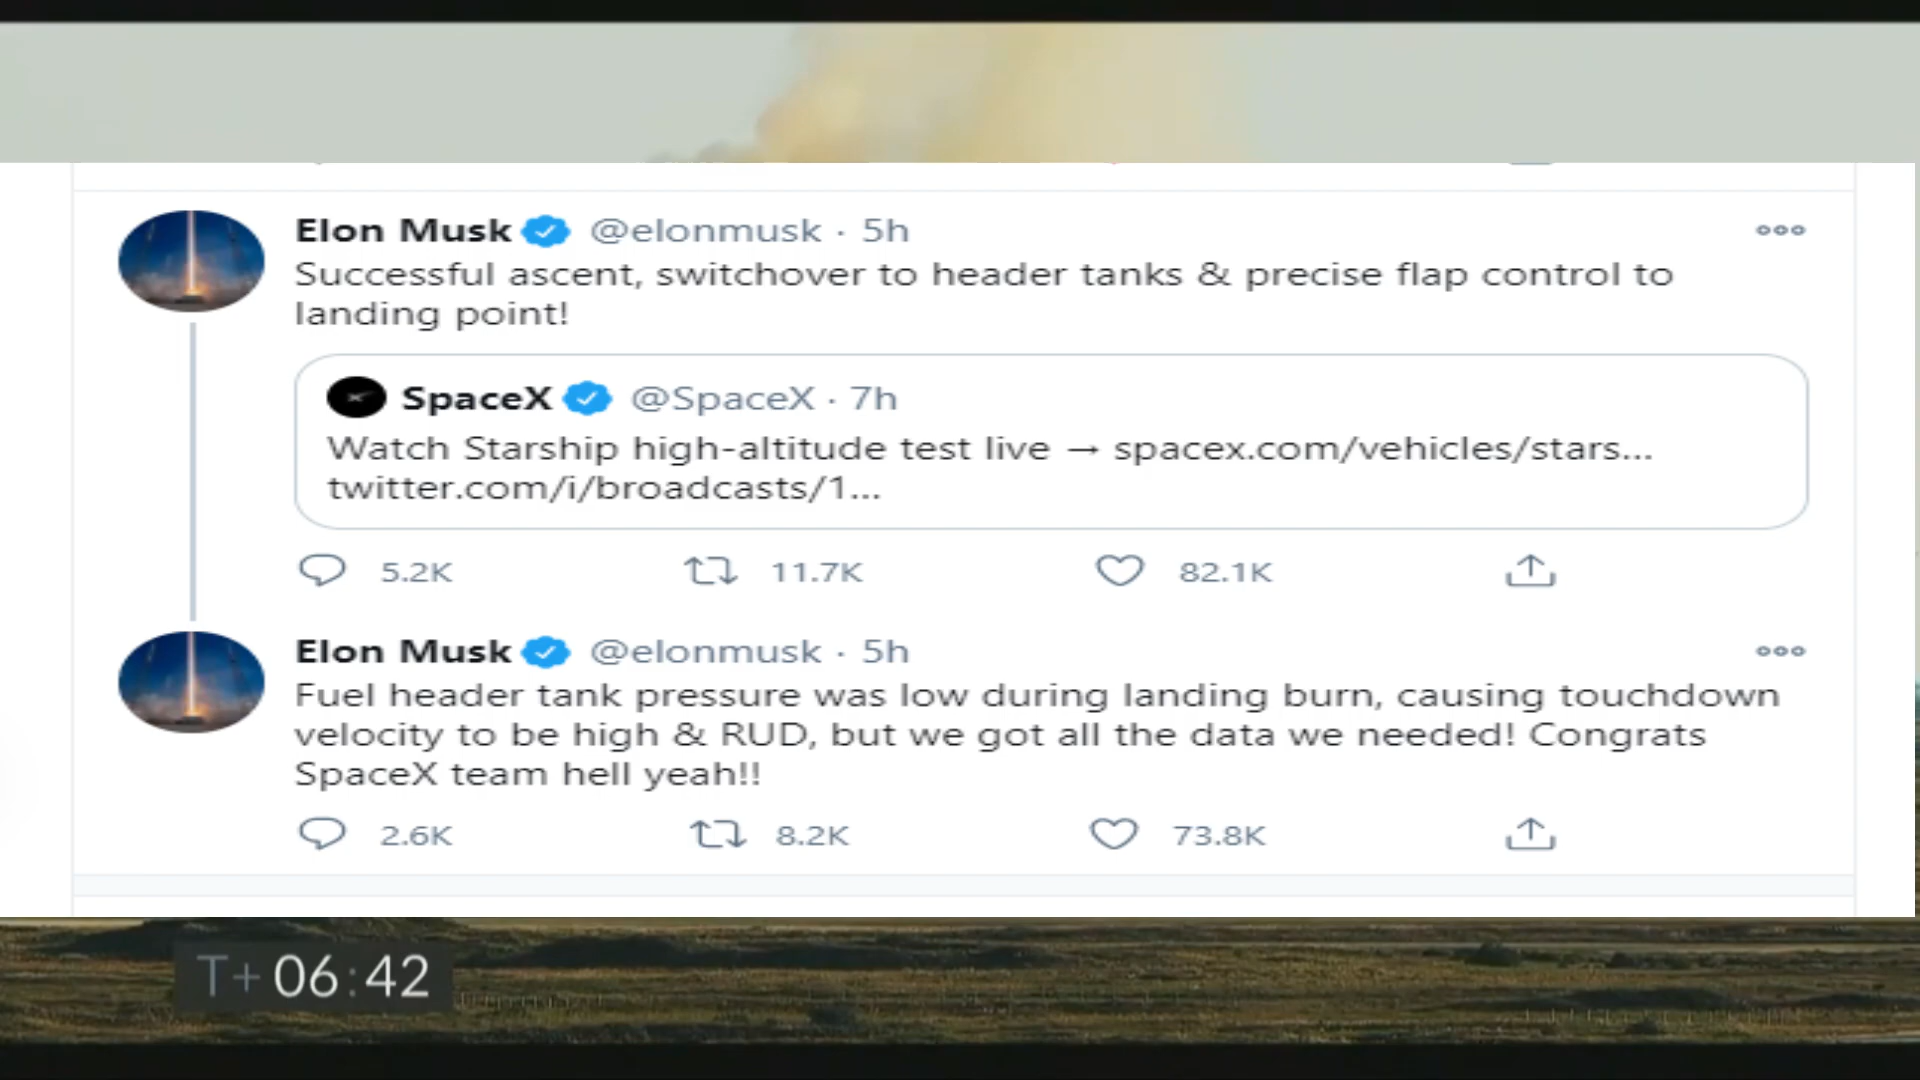 Elon Musk @elonmusk · 5h
Successful ascent, switchover to header tanks & precise flap control to
landing point!
SpaceX @SpaceX · 7h
Watch Starship high-altitude test live → spacex.com/vehicles/stars...
twitter.com/i/broadcasts/1...
5.2K 11.7K 82.1K
Elon Musk @elonmusk · 5h
Fuel header tank pressure was low during landing burn, causing touchdown
velocity to be high & RUD, but we got all the data we needed! Congrats
SpaceX team hell yeah!!
2.6K 8.2K 73.8K
T+ 06:42